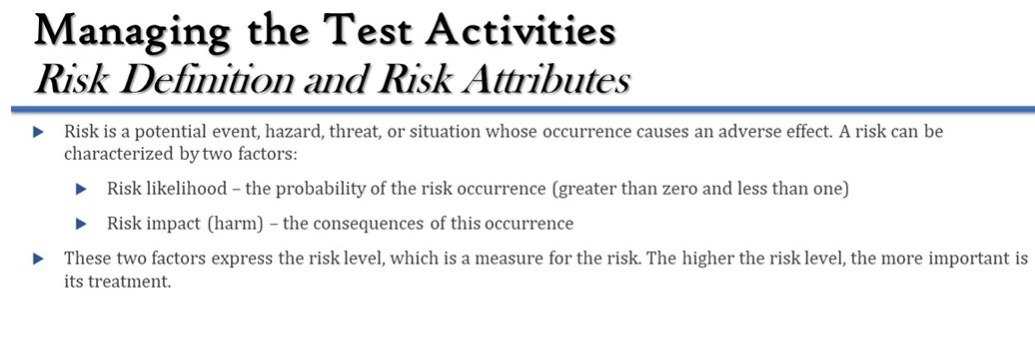 Managing the Test Activities
Risk Definition and Risk Attributes
Risk is a potential event, hazard, threat, or situation whose occurrence causes an adverse effect. A risk can be
characterized by two factors:
Risk likelihood – the probability of the risk occurrence (greater than zero and less than one)
Risk impact (harm) – the consequences of this occurrence
These two factors express the risk level, which is a measure for the risk. The higher the risk level, the more important is
its treatment.